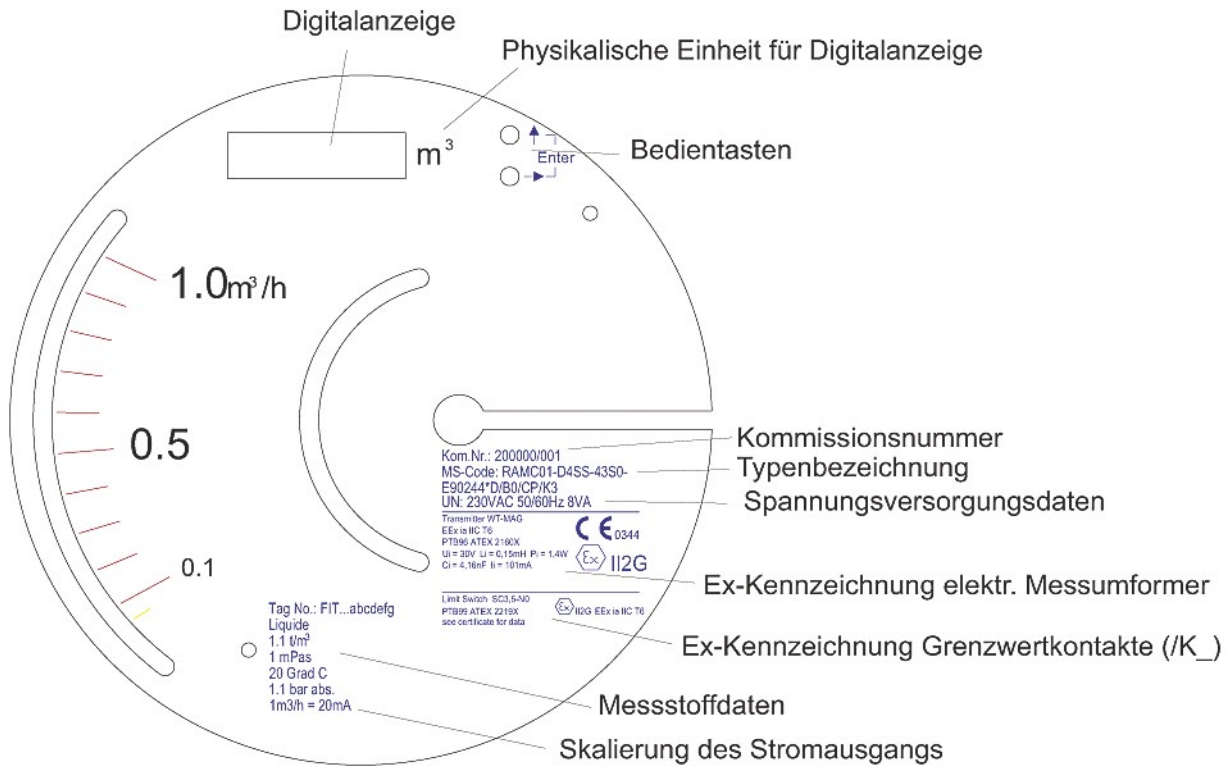 Digitalanzeige
Physikalische Einheit für Digitalanzeige
m³
Enter
Bedientasten
1.0m³/h
0.5
0.1
Kom.Nr.: 200000/001
MS-Code: RAMC01-D4SS-43S0-
E90244*D/B0/CP/K3
UN: 230VAC 50/60Hz 8VA
Kommissionsnummer
Typenbezeichnung
Spannungsversorgungsdaten
Transmitter WT-MAG
EEx ia IIC T6
PTB96 ATEX 2160X
Ui = 30V Li = 0,15mH Pi = 1,4W
Ci = 4,16nF Ii = 101mA
CE 0344
Ex II2G
Ex-Kennzeichnung elektr. Messumformer
Limit Switch SC3,5-N0
PTB99 ATEX 2219X
see certificate for data
Ex II2G EEx ia IIC T6
Ex-Kennzeichnung Grenzwertkontakte (/K_)
Tag No.: FIT...abcdefg
Liquide
1.1 t/m³
1 mPas
20 Grad C
1.1 bar abs.
1m3/h = 20mA
Messstoffdaten
Skalierung des Stromausgangs